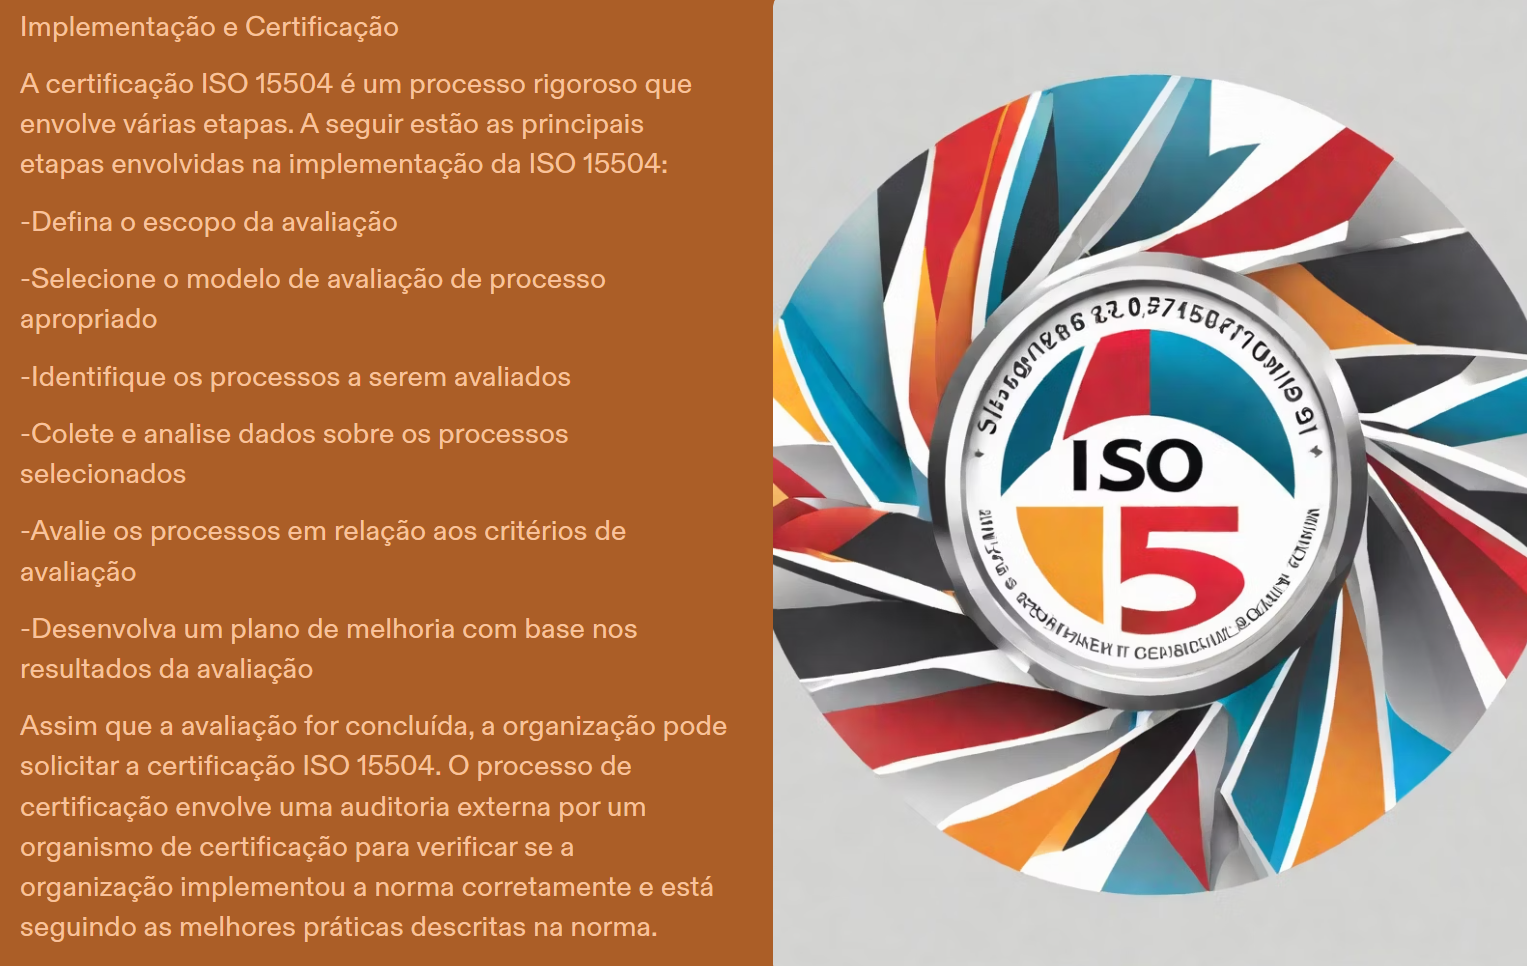 Implementação e Certificação
A certificação ISO 15504 é um processo rigoroso que
envolve várias etapas. A seguir estão as principais
etapas envolvidas na implementação da ISO 15504:
-Defina o escopo da avaliação
-Selecione o modelo de avaliação de processo
apropriado
-Identifique os processos a serem avaliados
-Colete e analise dados sobre os processos
selecionados
-Avalie os processos em relação aos critérios de
avaliação
-Desenvolva um plano de melhoria com base nos
resultados da avaliação
Assim que a avaliação for concluída, a organização pode
solicitar a certificação ISO 15504. O processo de
certificação envolve uma auditoria externa por um
organismo de certificação para verificar se a
organização implementou a norma corretamente e está
seguindo as melhores práticas descritas na norma.
ISO
5